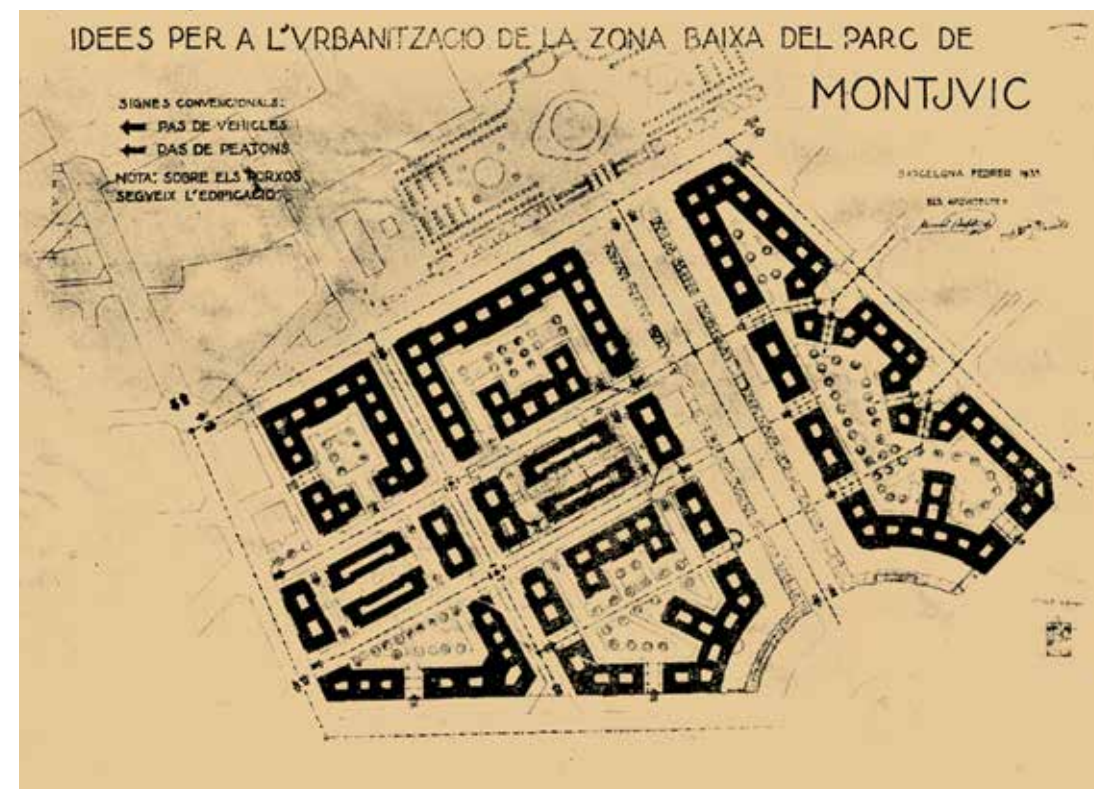 IDEES PER A L'VRBANITZACIO DE LA ZONA BAIXA DEL PARC DE
MONTJVIC
SIGNES CONVENCIONALS:
PAS DE VEHICLES
PAS DE PEATONS
NOTA: SOBRE ELS PORXOS
SEGVEIX L'EDIFICACIO
BARCELONA FEBRER
ELS ARQVITECTES